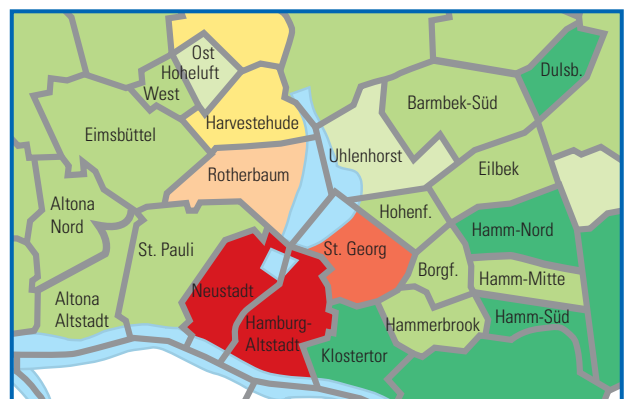 Ost
Hoheluft
West
Dulsb.
Barmbek-Süd
Harvestehude
Eimsbüttel
Uhlenhorst
Eilbek
Rotherbaum
Altona
Nord
Hohenf.
Hamm-Nord
St. Pauli
St. Georg
Borgf.
Hamm-Mitte
Neustadt
Altona
Altstadt
Hamburg-
Altstadt
Hammerbrook
Hamm-Süd
Klostertor